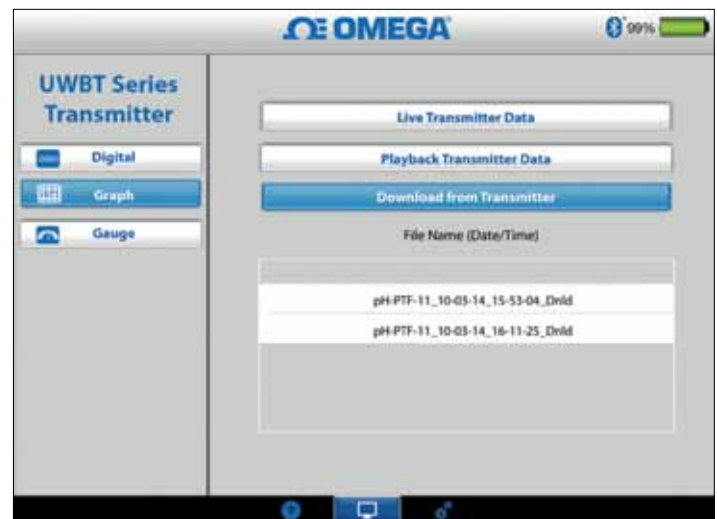 OMEGA
99%
UWBT Series
Transmitter
Digital
Graph
Gauge
Live Transmitter Data
Playback Transmitter Data
Download from Transmitter
File Name (Date/Time)
pH-PTF-11_10-03-14_15-53-04_Dnld
pH-PTF-11_10-03-14_16-11-25_Dnld